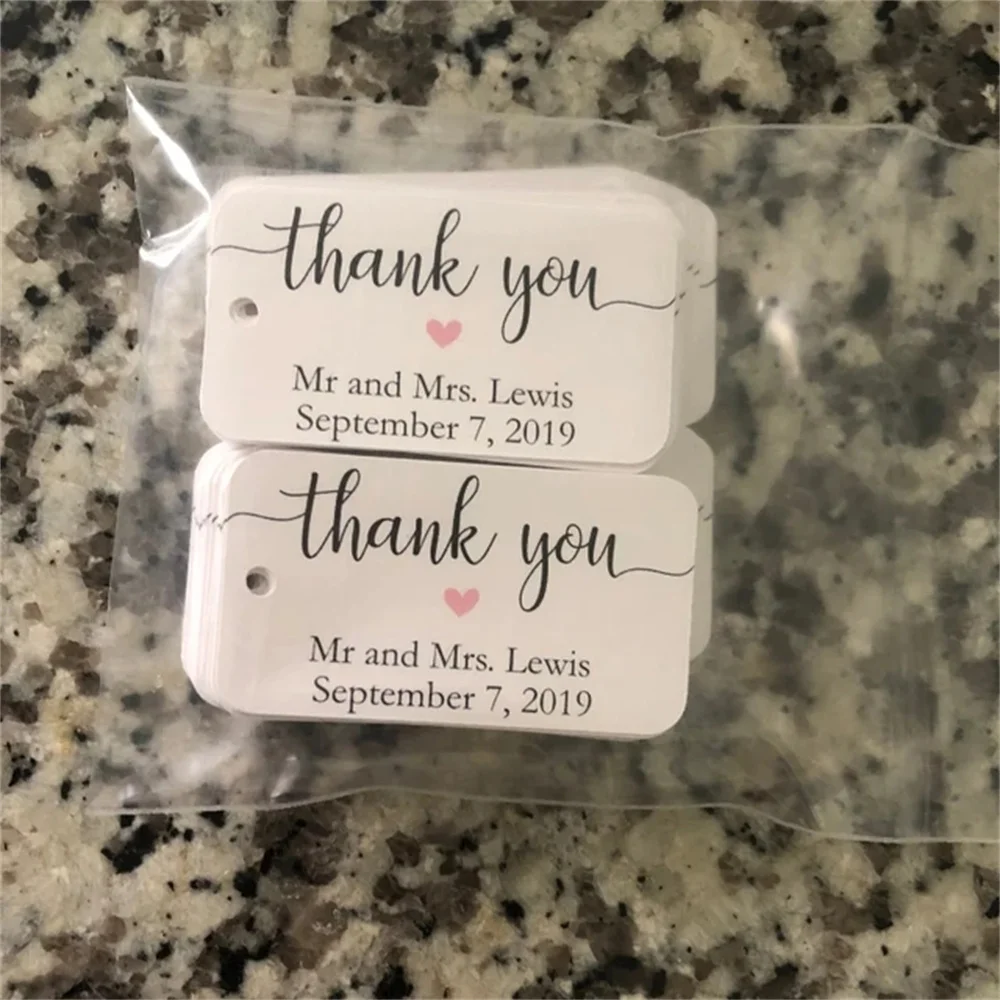 thank you
Mr and Mrs. Lewis
September 7, 2019
thank you
Mr and Mrs. Lewis
September 7, 2019